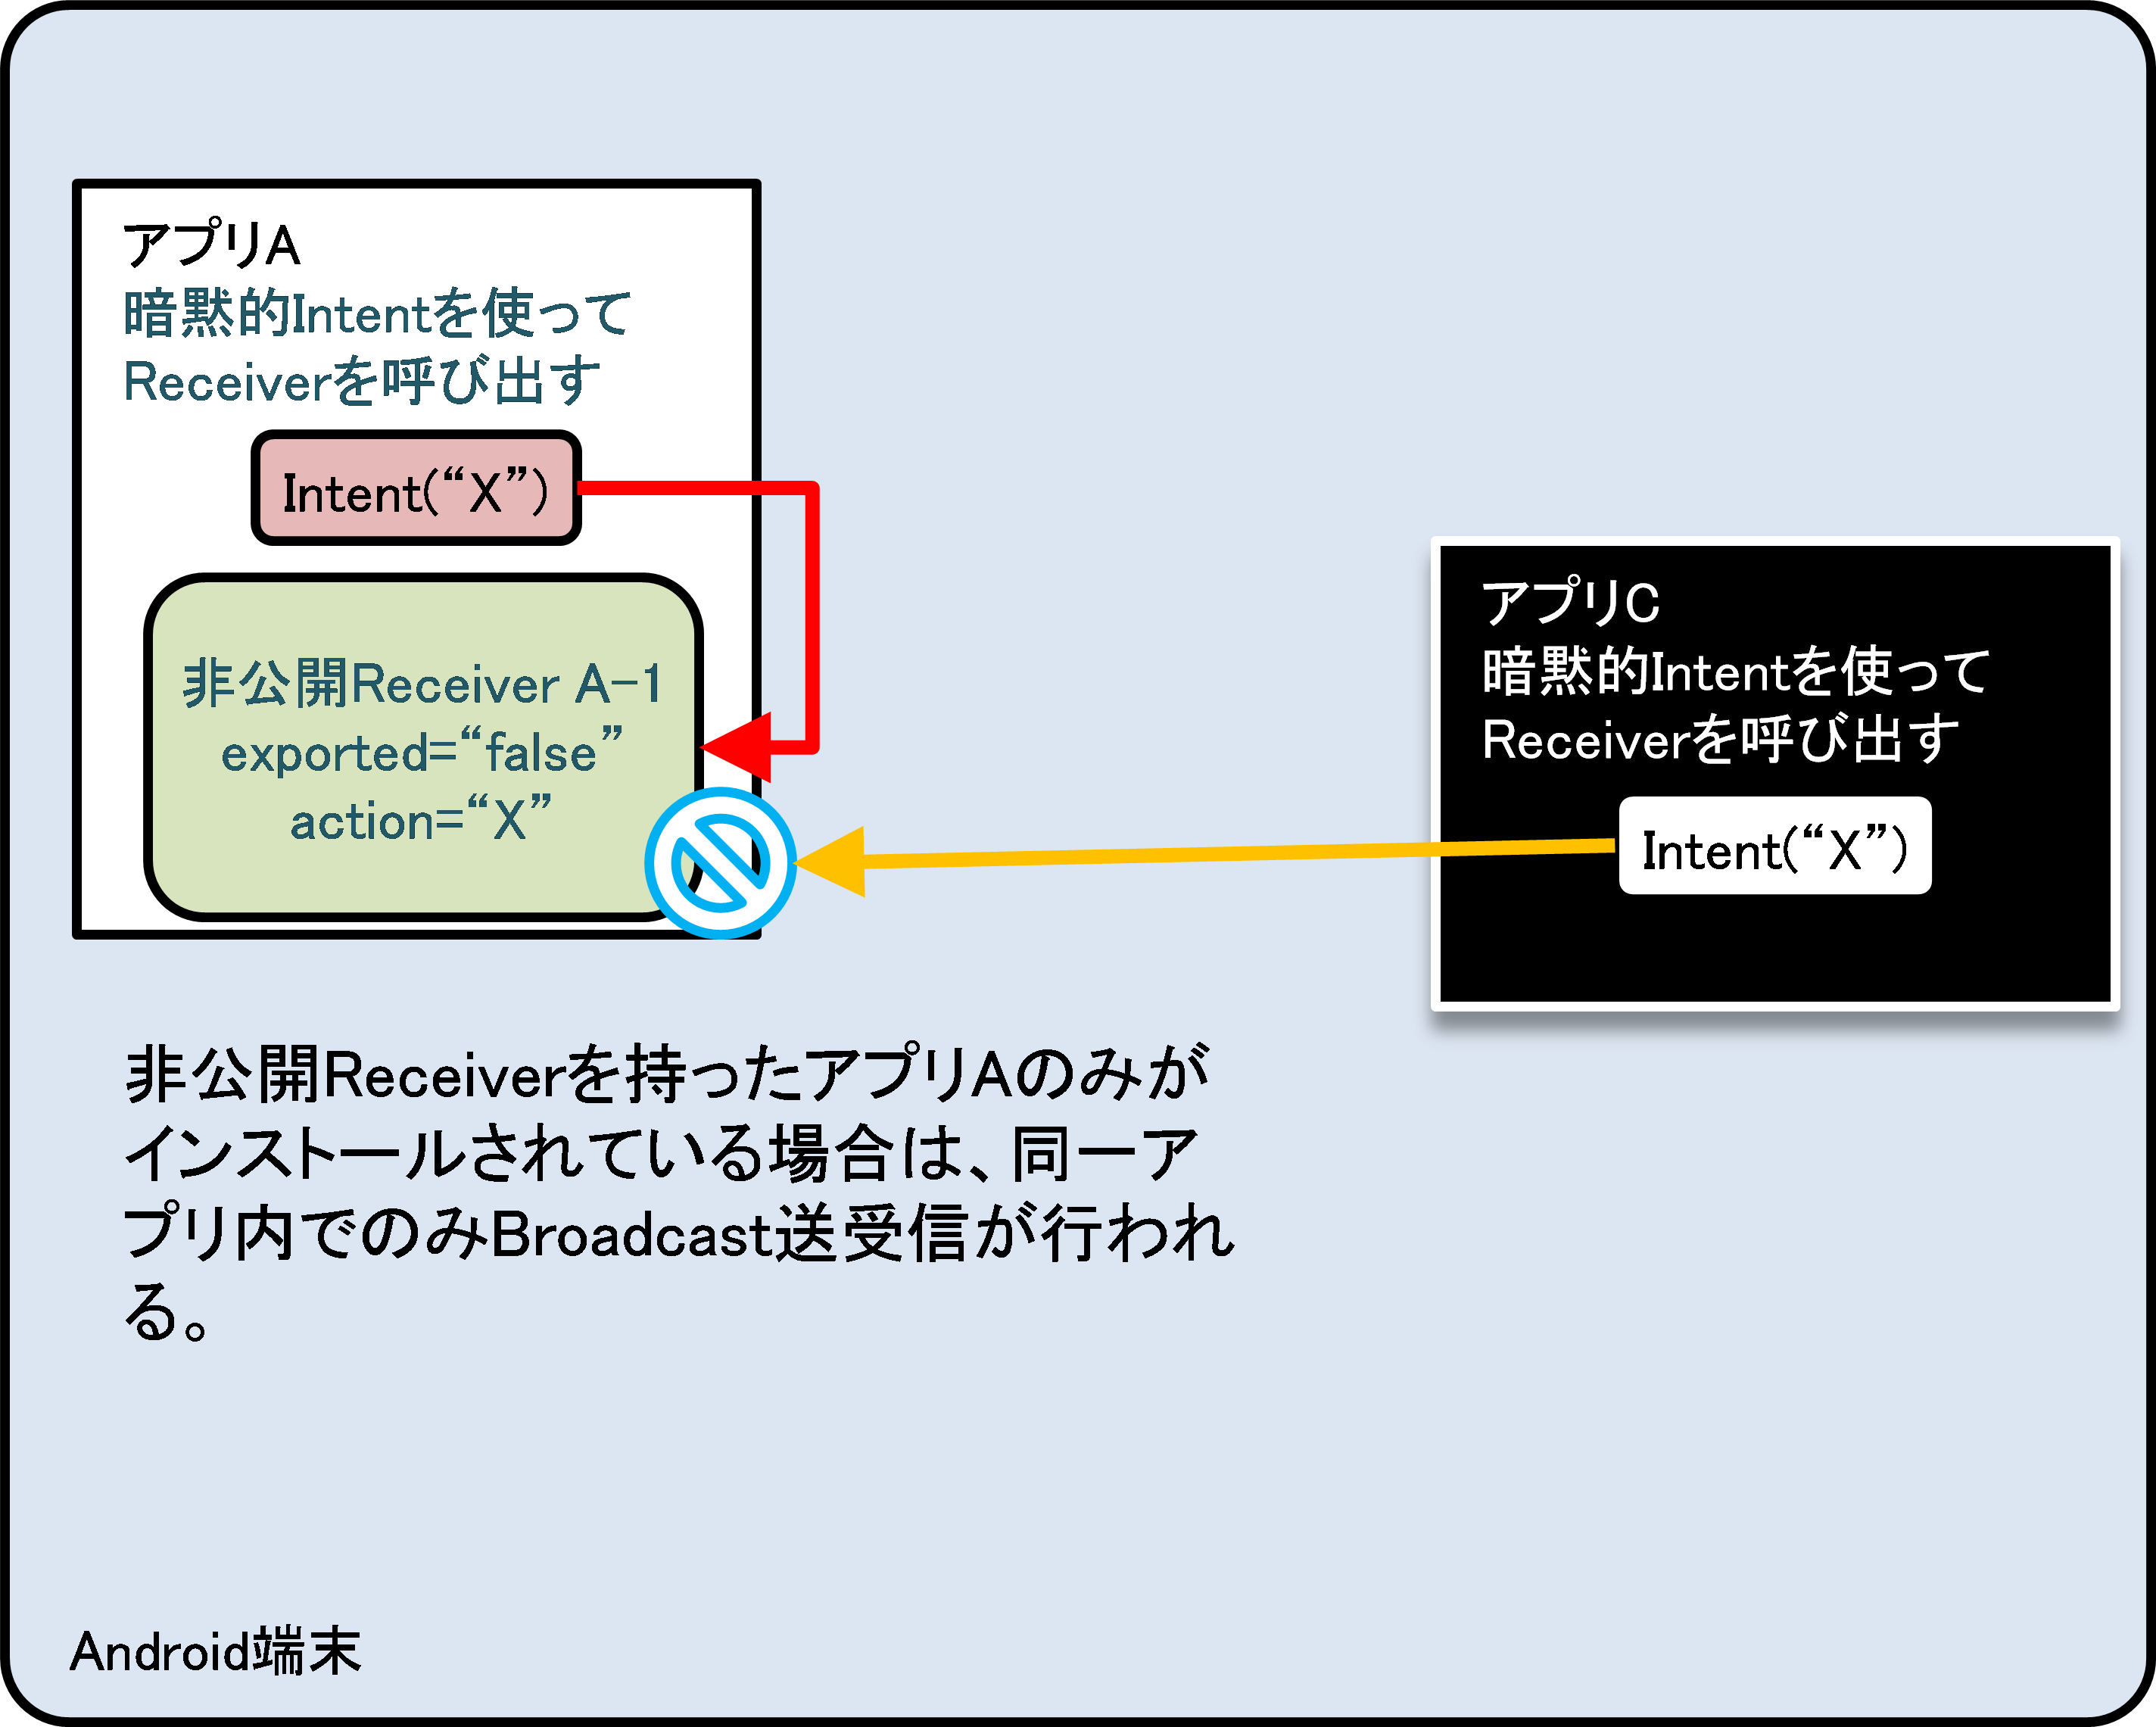 アプリA
暗黙的Intentを使って
Receiverを呼び出す
Intent(“X”)
非公開Receiver A-1
exported=“false”
action=“X”
アプリC
暗黙的Intentを使って
Receiverを呼び出す
Intent(“X”)
非公開Receiverを持ったアプリAのみが
インストールされている場合は、同一ア
プリ内でのみBroadcast送受信が行われ
る。
Android端末